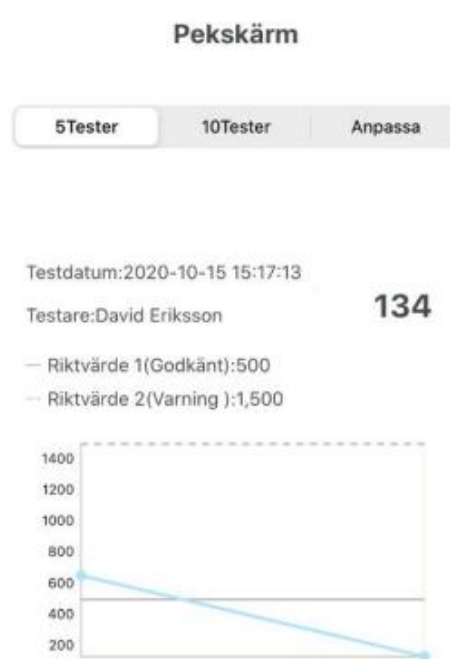 Pekskärm
5Tester 10Tester Anpassa
Testdatum:2020-10-15 15:17:13
Testare:David Eriksson 134
— Riktvärde 1(Godkänt):500
--- Riktvärde 2(Varning ):1,500
1400
1200
1000
800
600
400
200